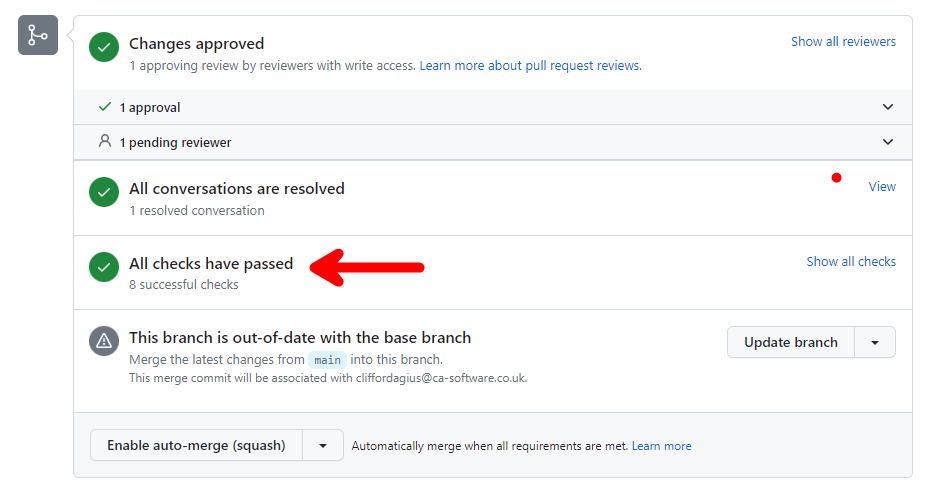 Changes approved
Show all reviewers
1 approving review by reviewers with write access. Learn more about pull request reviews.
1 approval
1 pending reviewer
All conversations are resolved
View
1 resolved conversation
All checks have passed
Show all checks
8 successful checks
This branch is out-of-date with the base branch
Update branch
Merge the latest changes from main into this branch.
This merge commit will be associated with cliffordagius@ca-software.co.uk.
Enable auto-merge (squash)
Automatically merge when all requirements are met. Learn more